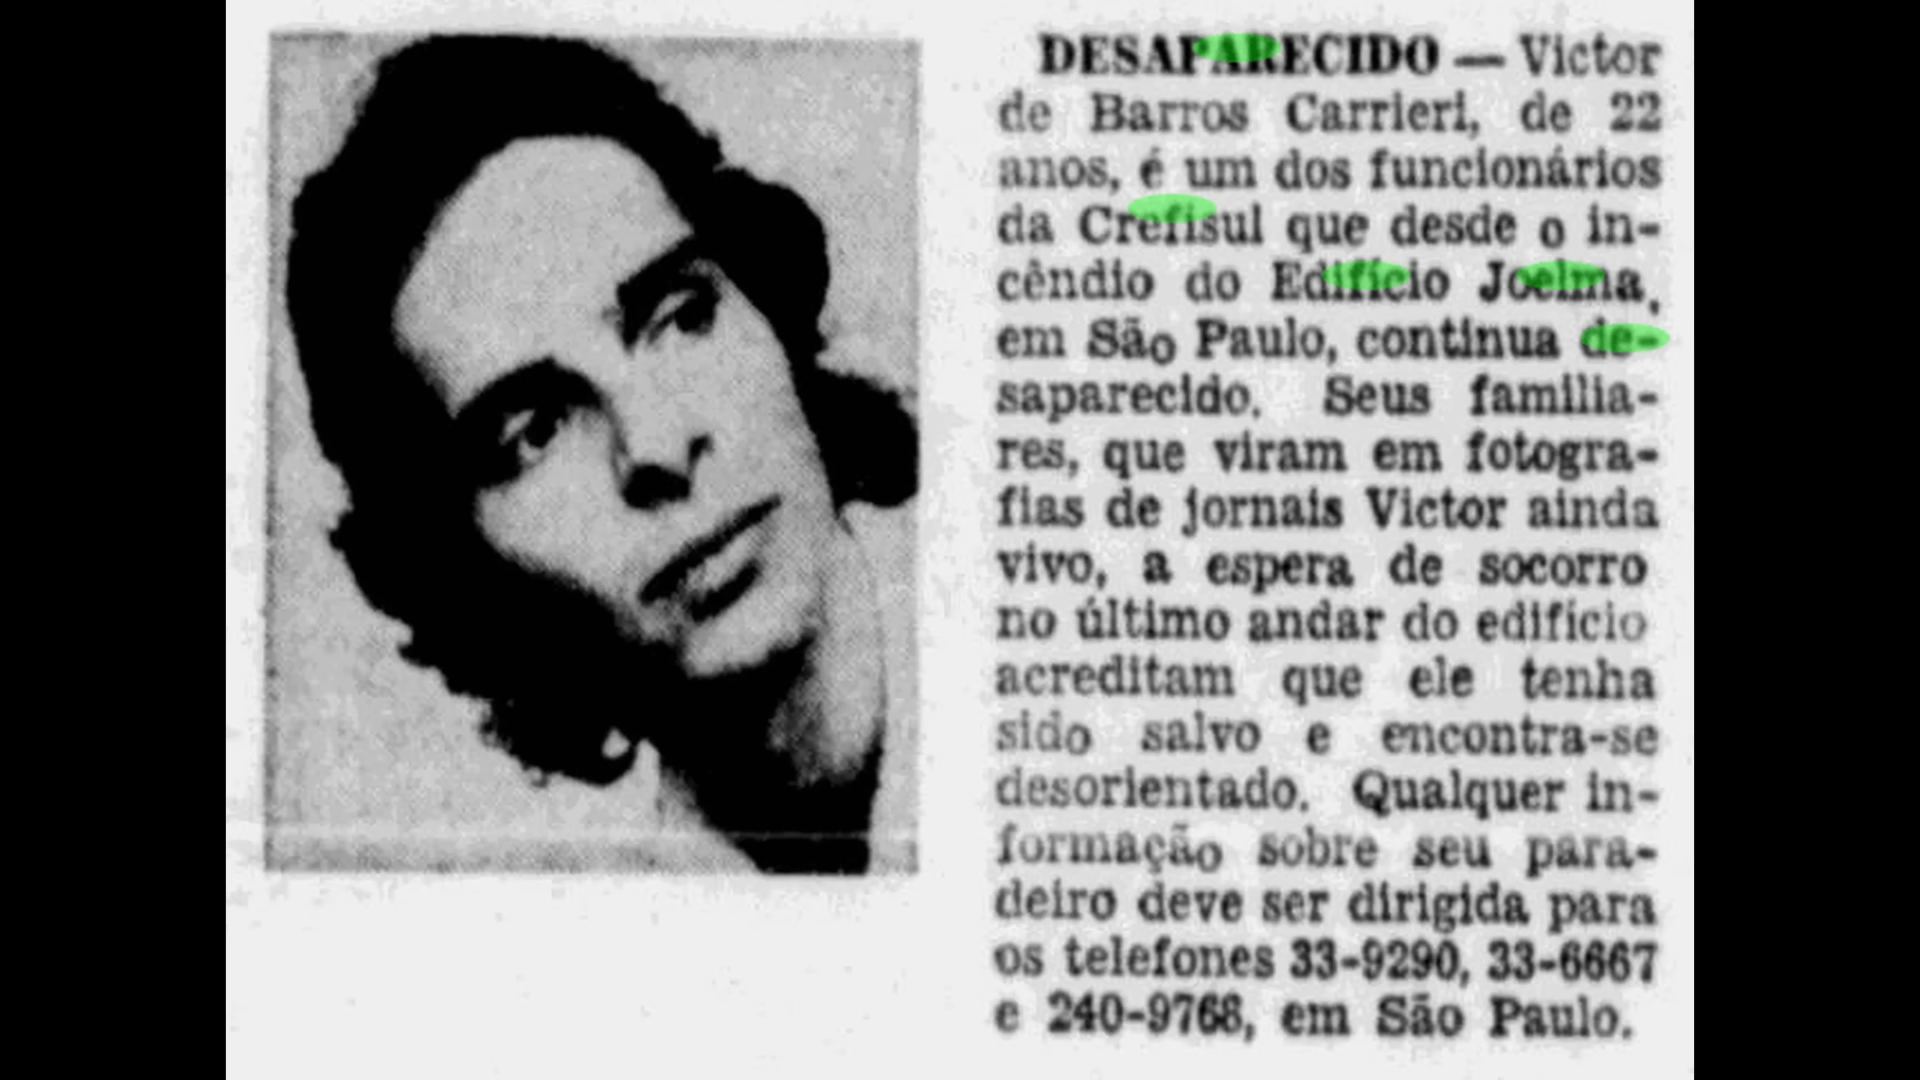 DESAPARECIDO — Victor
de Barros Carrieri, de 22
anos, é um dos funcionários
da Crefisul que desde o in-
cêndio do Edifício Joelma,
em São Paulo, continua de-
saparecido. Seus familia-
res, que viram em fotogra-
fias de jornais Victor ainda
vivo, a espera de socorro
no último andar do edifício
acreditam que ele tenha
sido salvo e encontra-se
desorientado. Qualquer in-
formação sobre seu para-
deiro deve ser dirigida para
os telefones 33-9290, 33-6667
e 240-9768, em São Paulo.